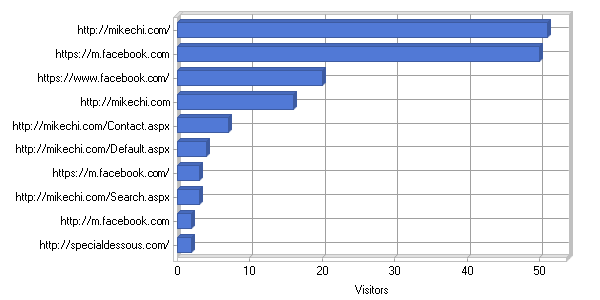 http://mikechi.com/
https://m.facebook.com
https://www.facebook.com/
http://mikechi.com
http://mikechi.com/Contact.aspx
http://mikechi.com/Default.aspx
https://m.facebook.com/
http://mikechi.com/Search.aspx
http://m.facebook.com
http://specialdessous.com/
0 10 20 30 40 50
Visitors